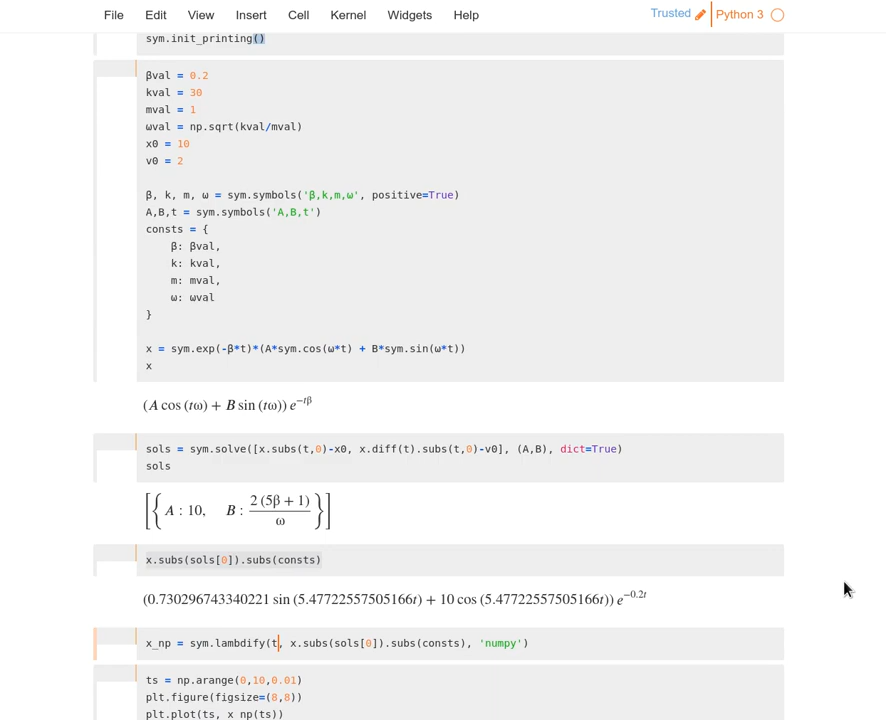 File Edit View Insert Cell Kernel Widgets Help Trusted Python 3
sym.init_printing()
βval = 0.2
kval = 30
mval = 1
ωval = np.sqrt(kval/mval)
x0 = 10
v0 = 2
β, k, m, ω = sym.symbols('β,k,m,ω', positive=True)
A,B,t = sym.symbols('A,B,t')
consts = {
    β: βval,
    k: kval,
    m: mval,
    ω: ωval
}
x = sym.exp(-β*t)*(A*sym.cos(ω*t) + B*sym.sin(ω*t))
x
(A cos (tω) + B sin (tω)) e^{−tβ}
sols = sym.solve([x.subs(t,0)-x0, x.diff(t).subs(t,0)-v0], (A,B), dict=True)
sols
[{A : 10, B : \frac{2 (5β + 1)}{ω}}]
x.subs(sols[0]).subs(consts)
(0.730296743340221 sin (5.47722557505166t) + 10 cos (5.47722557505166t)) e^{−0.2t}
x_np = sym.lambdify(t, x.subs(sols[0]).subs(consts), 'numpy')
ts = np.arange(0,10,0.01)
plt.figure(figsize=(8,8))
plt.plot(ts, x_np(ts))